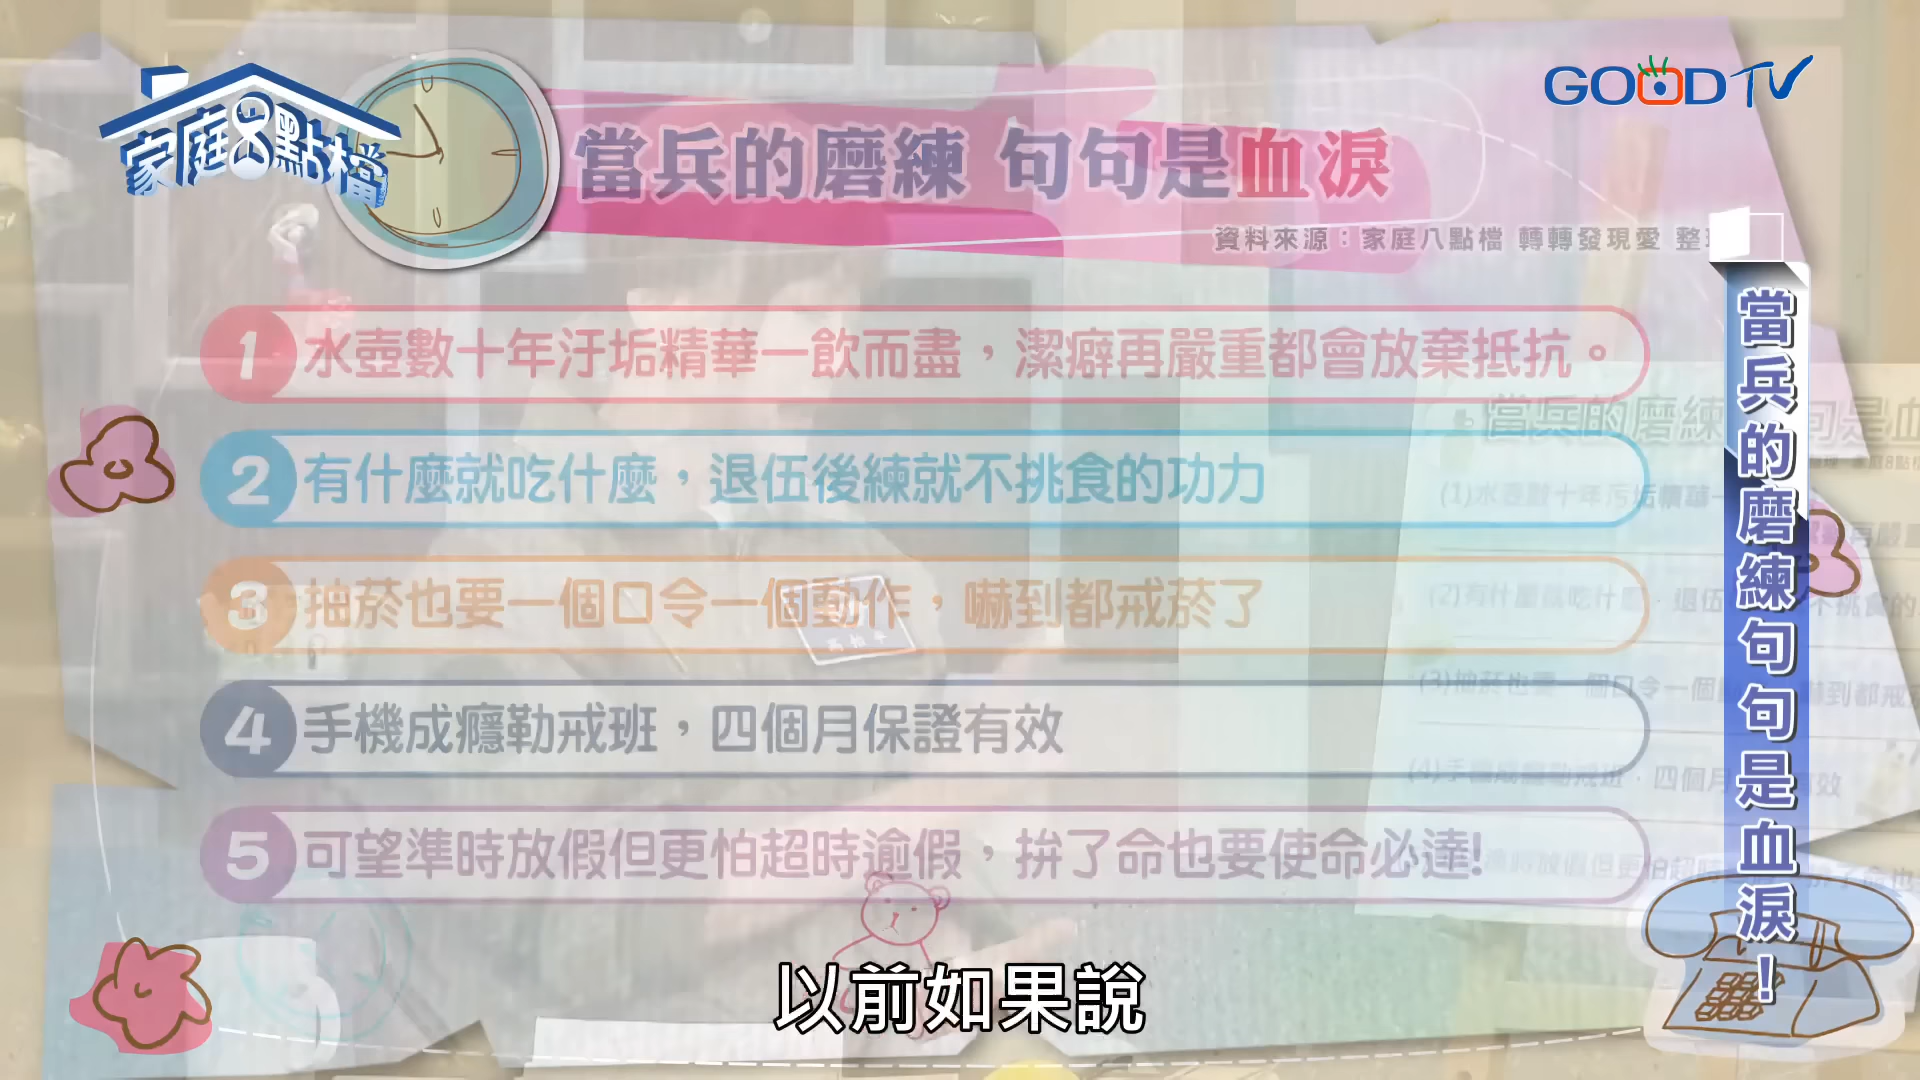 家庭8點檔
GOOD TV
當兵的磨練 句句是血淚
資料來源：家庭八點檔 轉轉發現愛 整
1 水壺數十年汙垢精華一飲而盡，潔癖再嚴重都會放棄抵抗。
2 有什麼就吃什麼，退伍後練就不挑食的功力
3 抽菸也要一個口令一個動作，嚇到都戒菸了
4 手機成癮勒戒班，四個月保證有效
5 可望準時放假但更怕超時逾假，拚了命也要使命必達!
當兵的磨練句句是血淚！
以前如果說